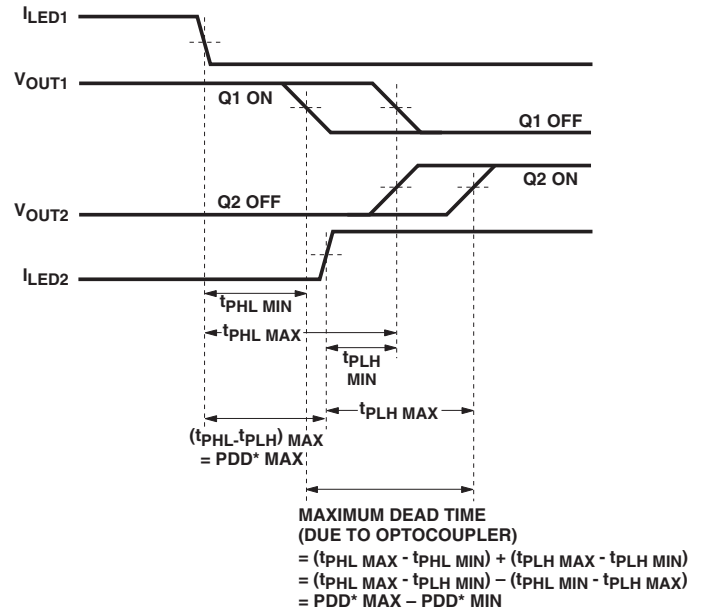 ILED1
VOUT1
Q1 ON
Q1 OFF
Q2 OFF
Q2 ON
VOUT2
ILED2
tPHL MIN
tPHL MAX
tPLH
MIN
tPLH MAX
(tPHL-tPLH) MAX
= PDD* MAX
MAXIMUM DEAD TIME
(DUE TO OPTOCOUPLER)
= (tPHL MAX - tPHL MIN) + (tPLH MAX - tPLH MIN)
= (tPHL MAX - tPLH MIN) – (tPHL MIN - tPLH MAX)
= PDD* MAX – PDD* MIN